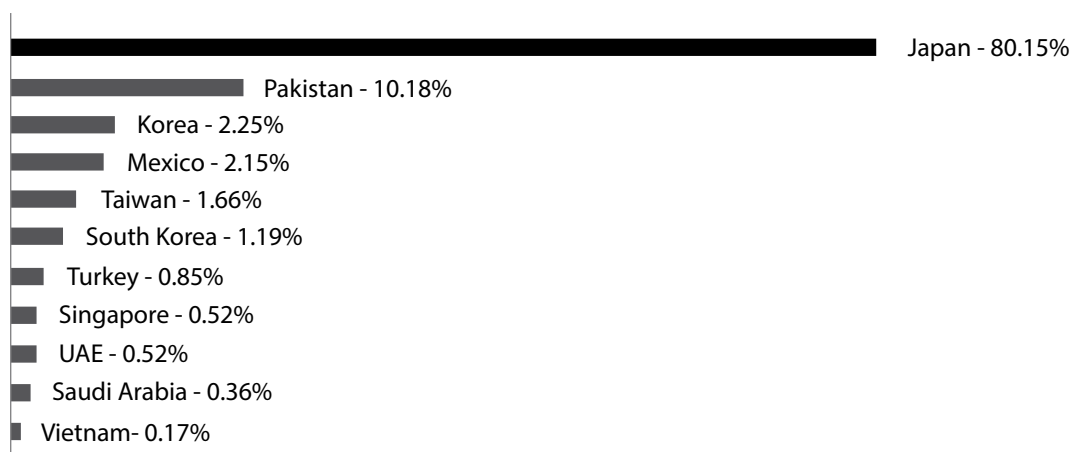 Japan - 80.15%
Pakistan - 10.18%
Korea - 2.25%
Mexico - 2.15%
Taiwan - 1.66%
South Korea - 1.19%
Turkey - 0.85%
Singapore - 0.52%
UAE - 0.52%
Saudi Arabia - 0.36%
Vietnam- 0.17%